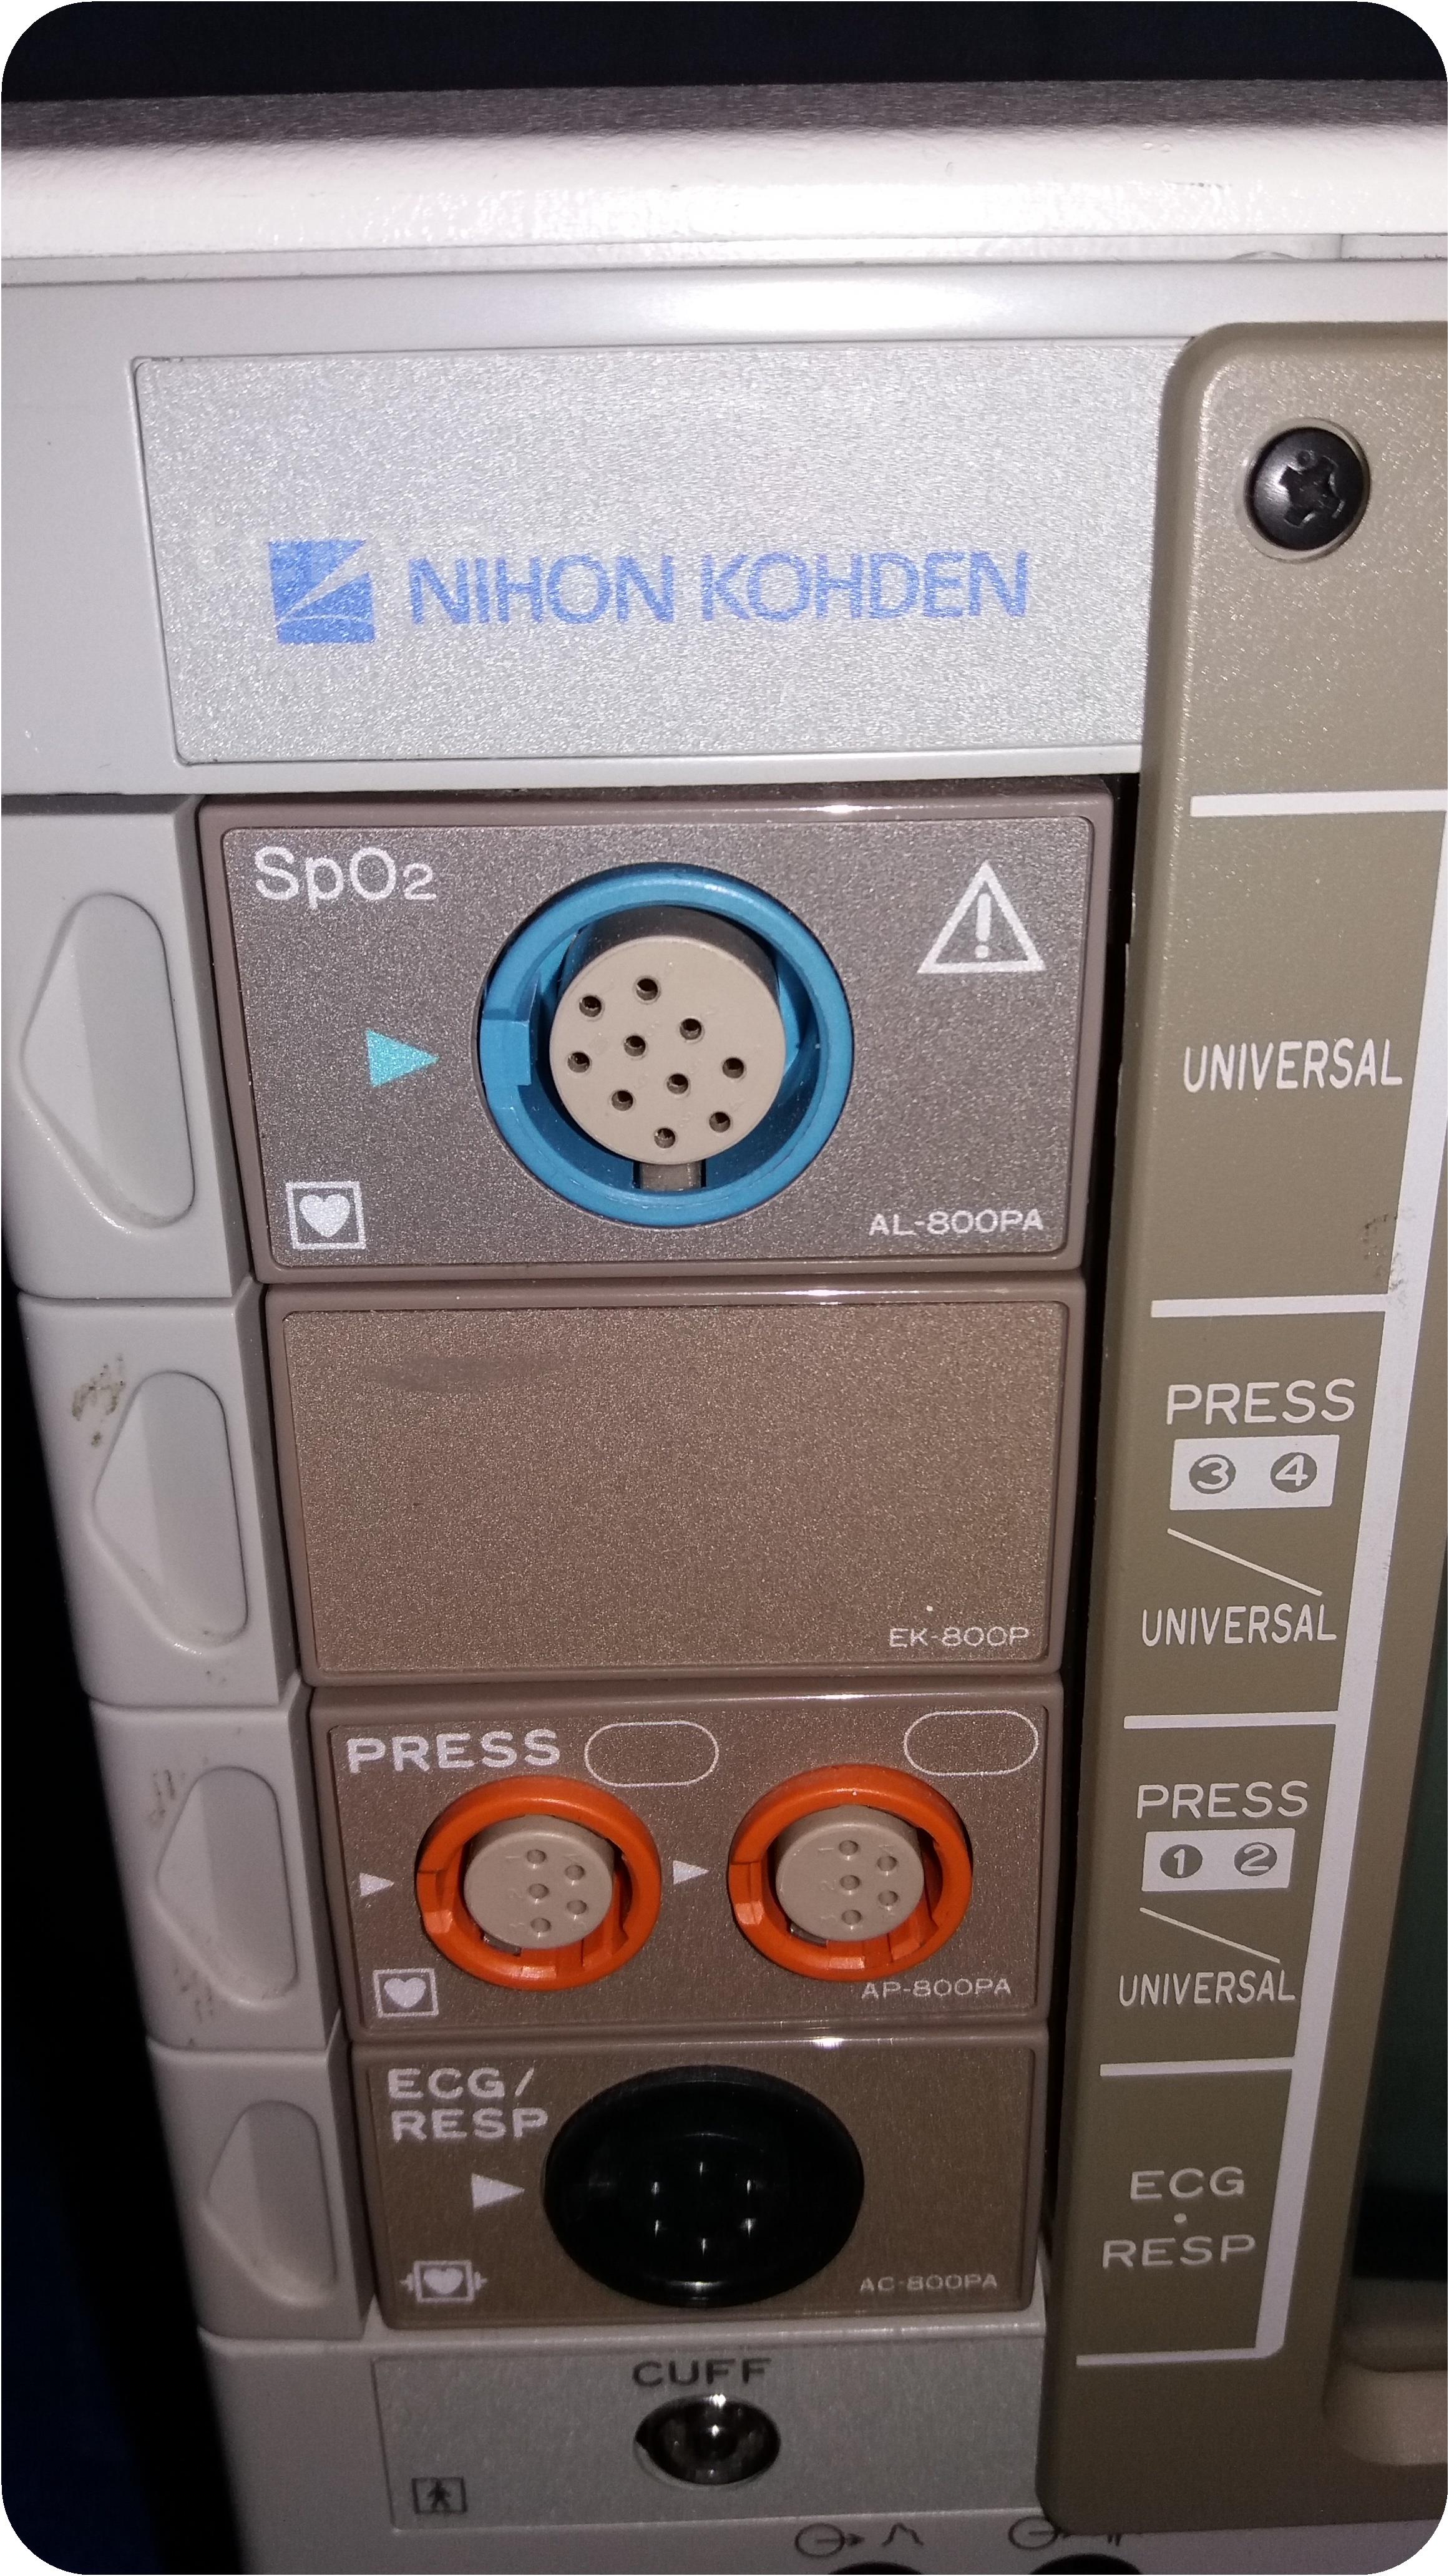 NIHON KOHDEN
SpO2
AL-800PA
EK-800P
PRESS
AP-800PA
ECG/
RESP
AC-800PA
CUFF
UNIVERSAL
PRESS
3 4
/
UNIVERSAL
PRESS
1 2
/
UNIVERSAL
ECG
·
RESP